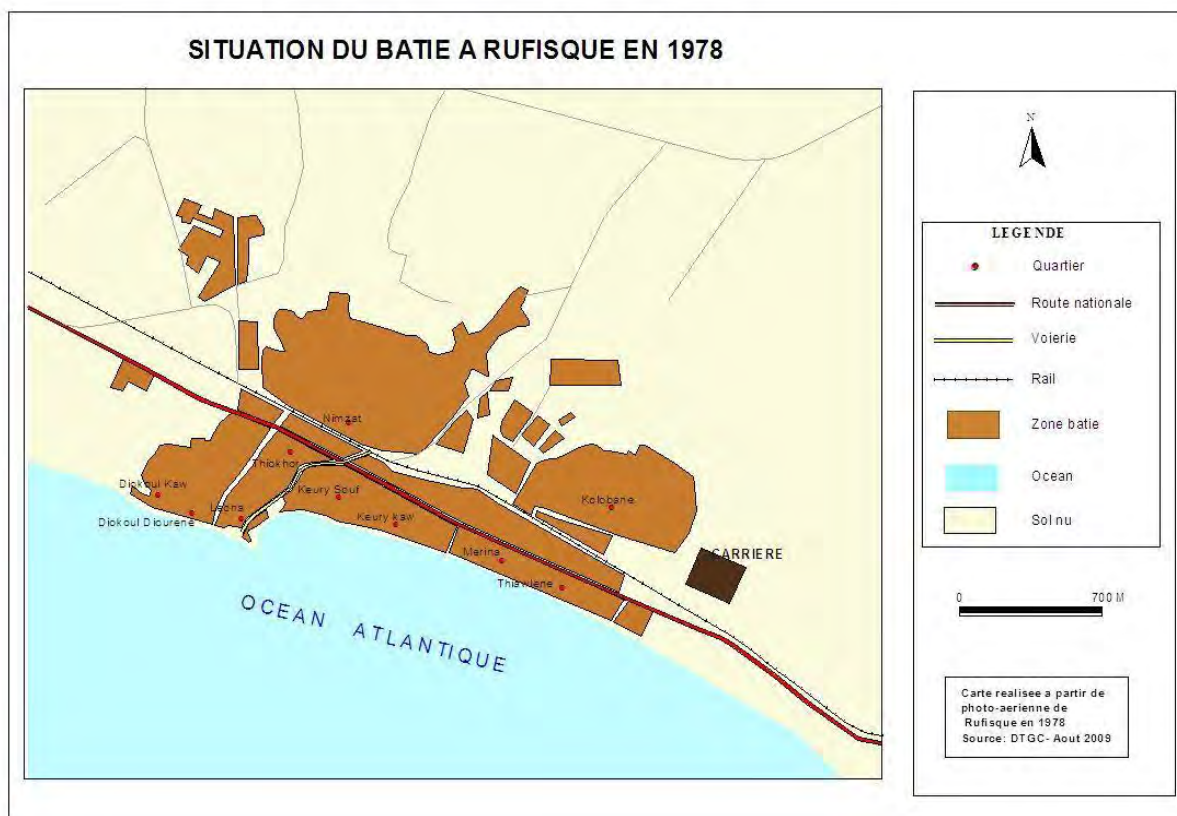 SITUATION DU BATIE A RUFISQUE EN 1978
N
LEGENDE
Quartier
Route nationale
Voierie
Rail
Zone batie
Ocean
Sol nu
Nimzat
Thiokhor
Diokoul Kaw
Keury Souf
Kolobane
Diokoul Diourene
Leona
Keury kaw
Merina
CARRIERE
Thiawlene
OCEAN ATLANTIQUE
0 700 M
Carte realisee a partir de
photo-aerienne de
Rufisque en 1978
Source: DTGC- Aout 2009